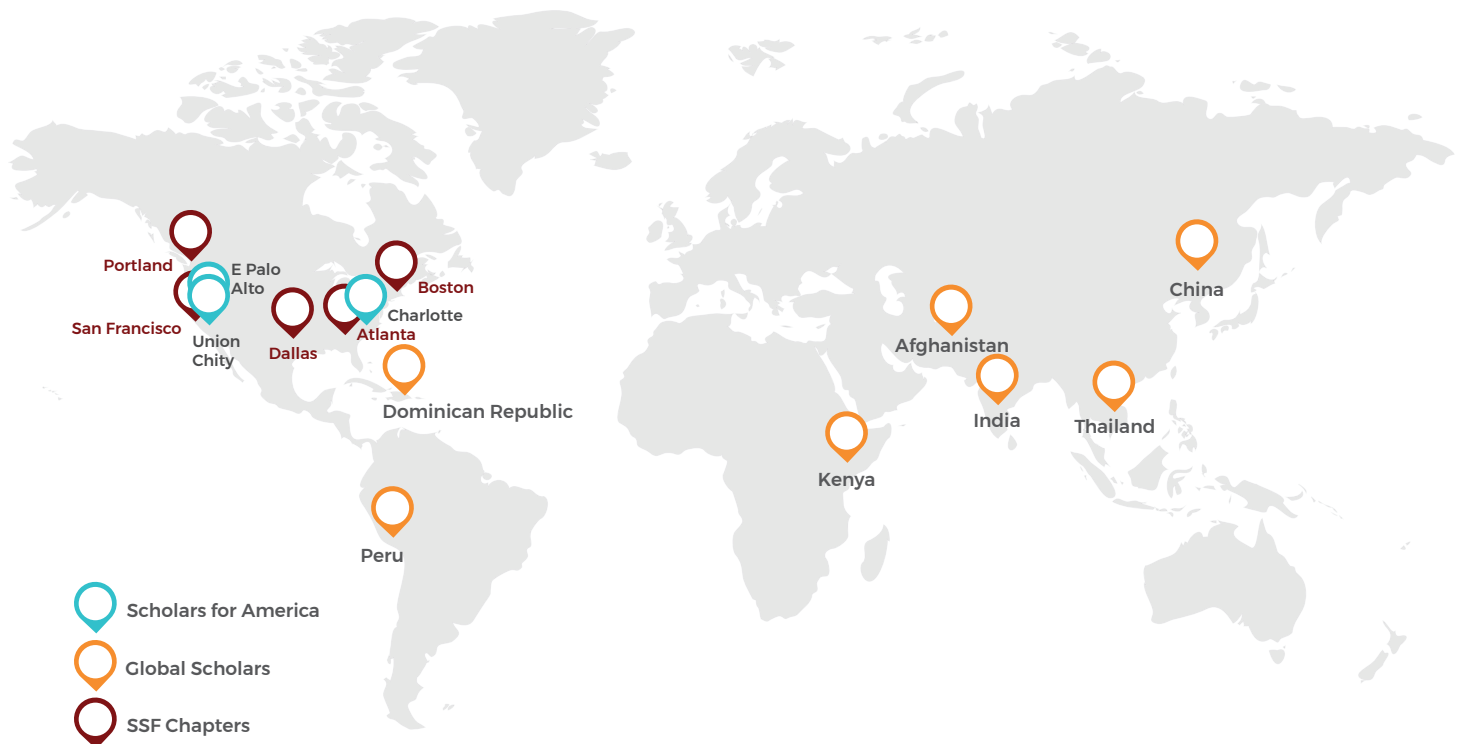 Portland
E Palo
Alto
San Francisco
Union
Chity
Dallas
Boston
Charlotte
Atlanta
Dominican Republic
Peru
China
Afghanistan
India
Thailand
Kenya
Scholars for America
Global Scholars
SSF Chapters